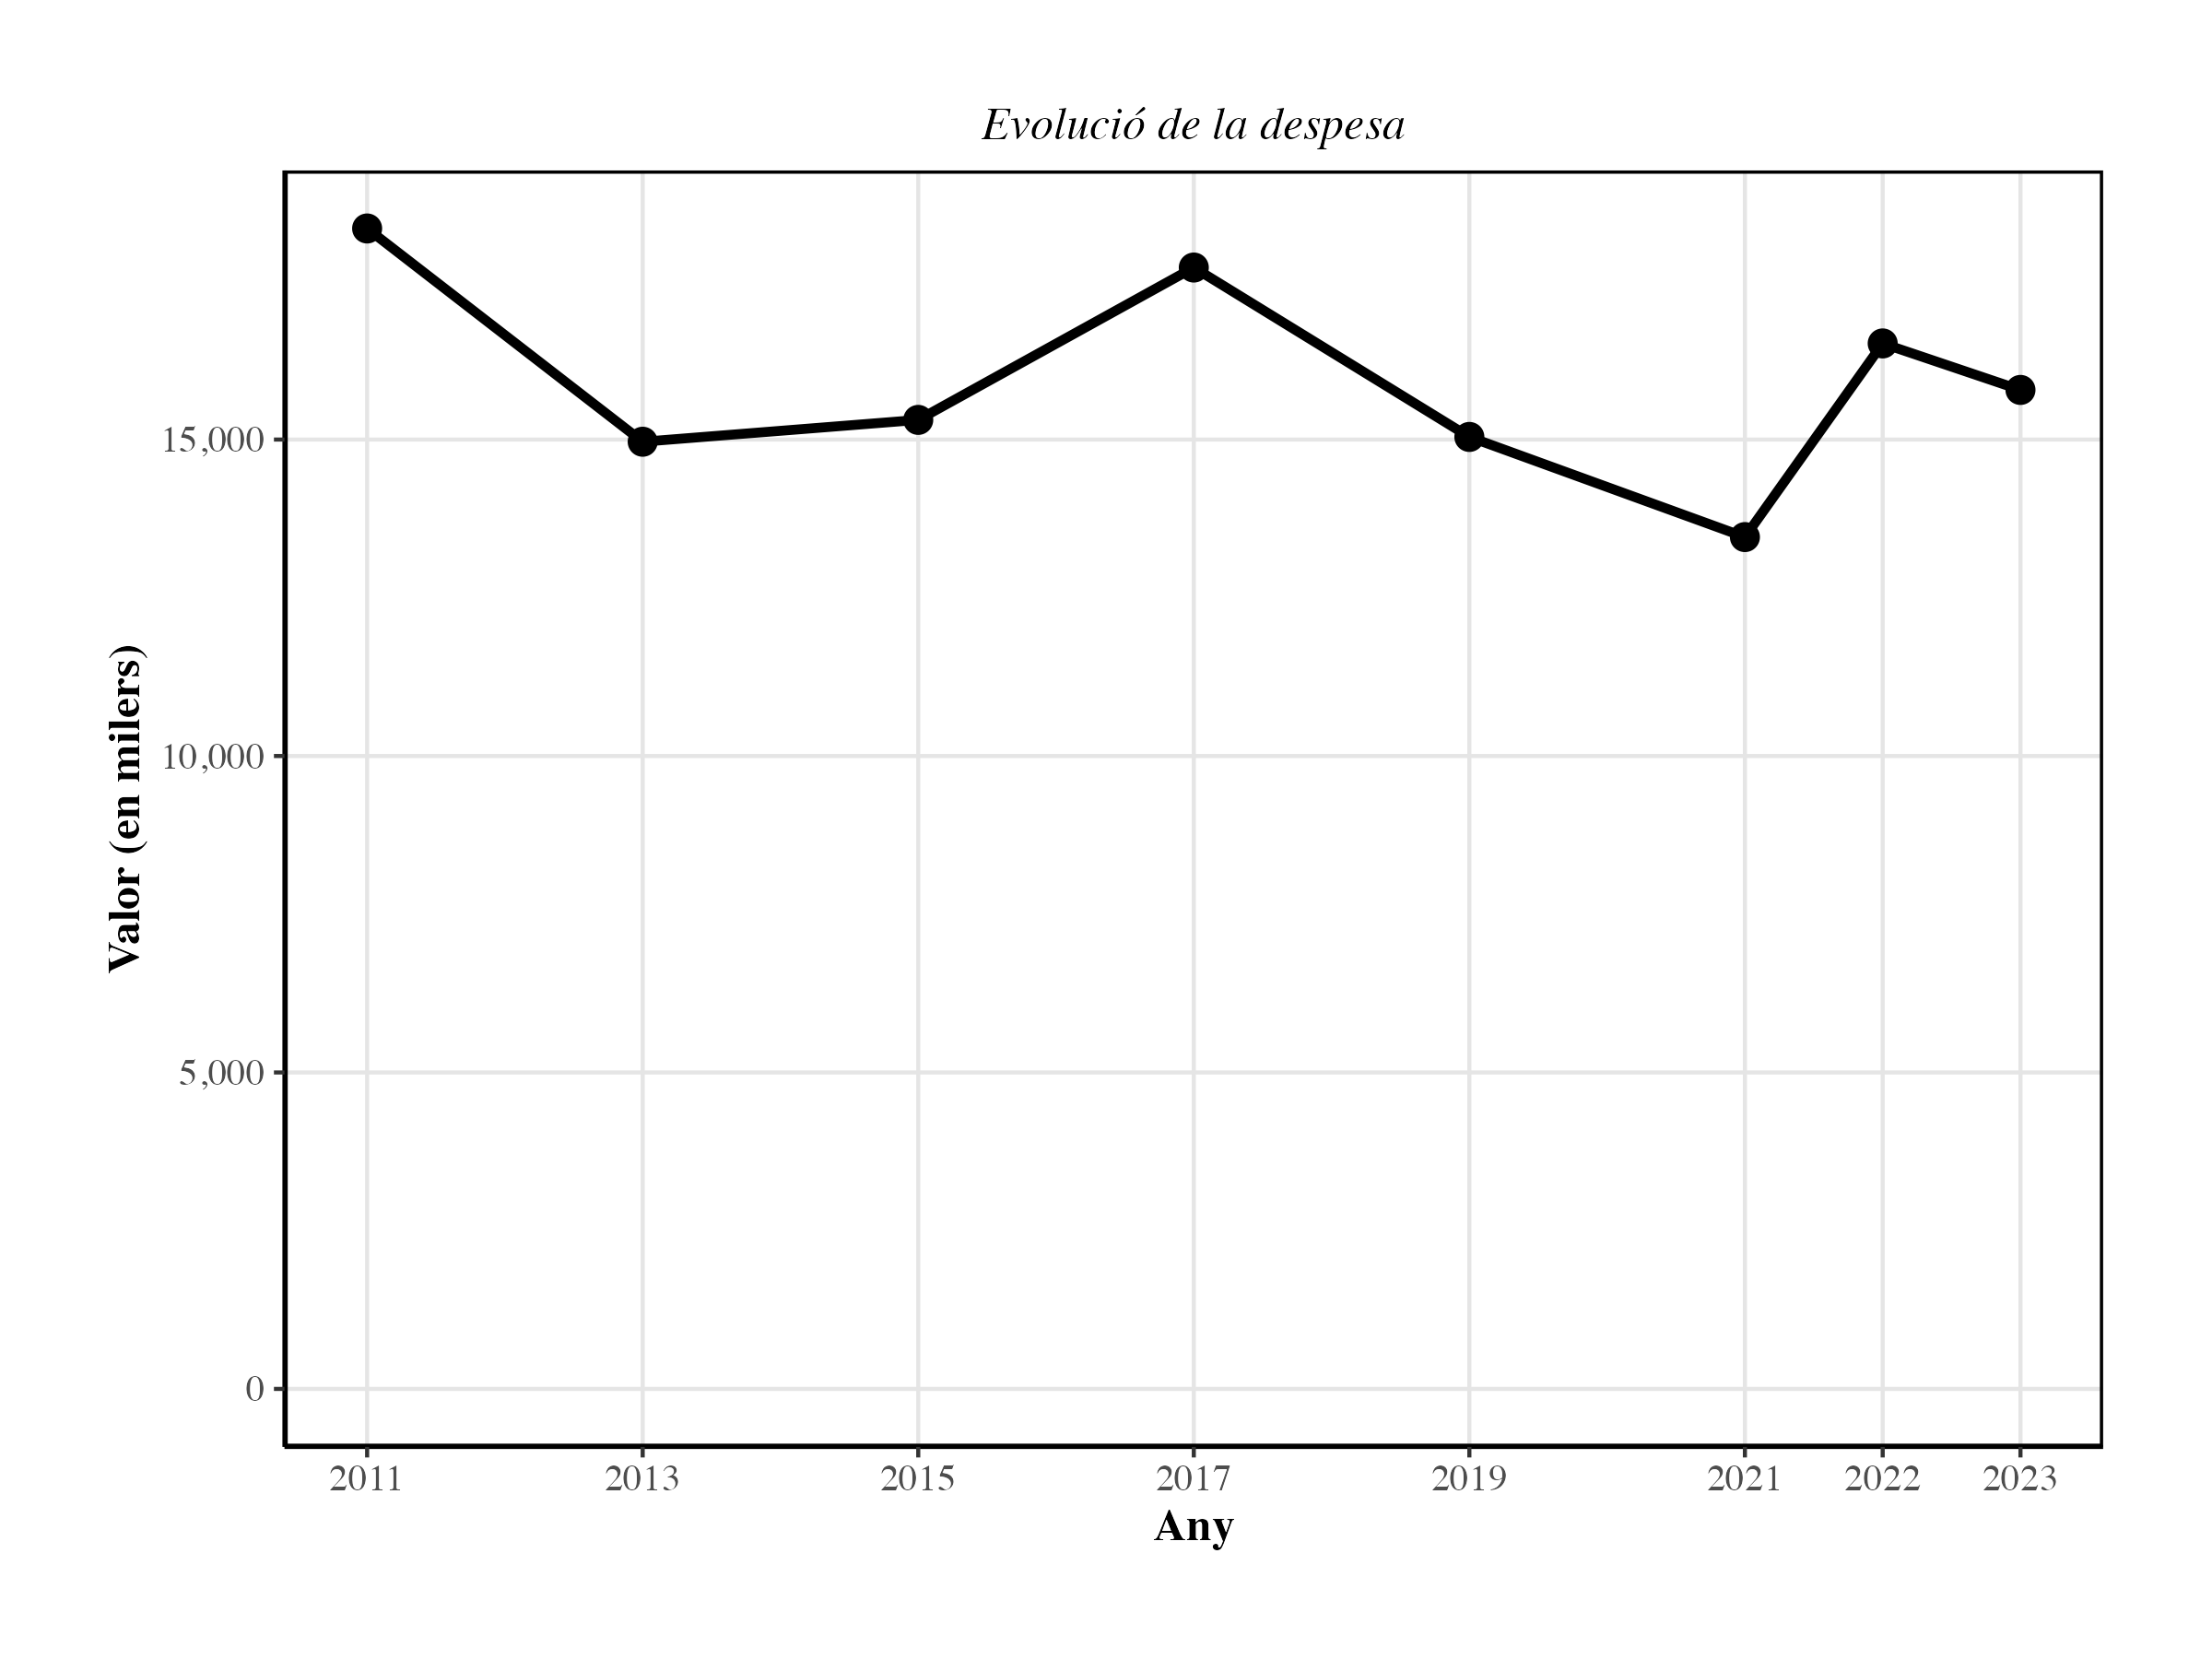 Evolució de la despesa
Valor (en milers)
15,000
10,000
5,000
0
2011 2013 2015 2017 2019 2021 2022 2023
Any